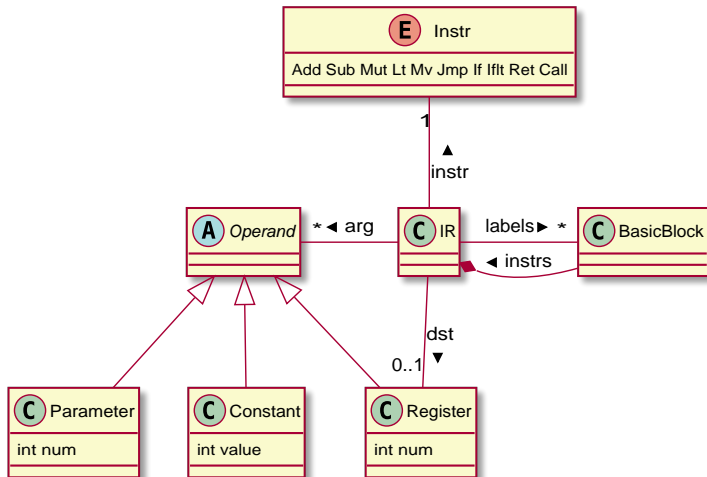 E Instr
Add Sub Mut Lt Mv Jmp If Iflt Ret Call
1
instr
A Operand
* arg
C IR
labels *
C BasicBlock
instrs
dst
0..1
C Parameter
int num
C Constant
int value
C Register
int num